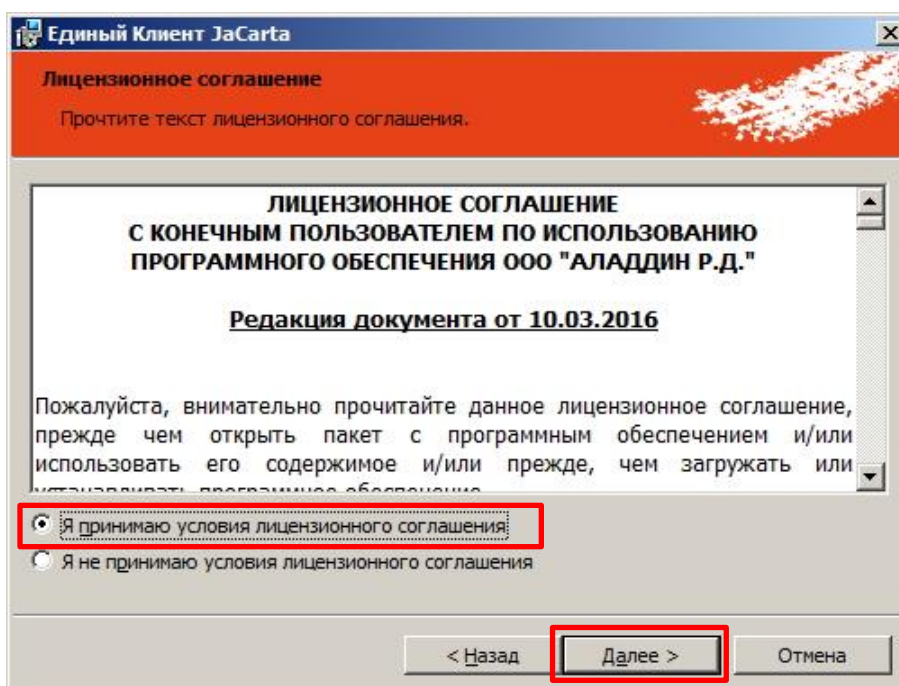 Единый Клиент JaCarta
Лицензионное соглашение
Прочтите текст лицензионного соглашения.
ЛИЦЕНЗИОННОЕ СОГЛАШЕНИЕ
С КОНЕЧНЫМ ПОЛЬЗОВАТЕЛЕМ ПО ИСПОЛЬЗОВАНИЮ
ПРОГРАММНОГО ОБЕСПЕЧЕНИЯ ООО "АЛАДДИН Р.Д."
Редакция документа от 10.03.2016
Пожалуйста, внимательно прочитайте данное лицензионное соглашение,
прежде чем открыть пакет с программным обеспечением и/или
использовать его содержимое и/или прежде, чем загружать или
устанавливать программное обеспечение.
Я принимаю условия лицензионного соглашения
Я не принимаю условия лицензионного соглашения
< Назад
Далее >
Отмена